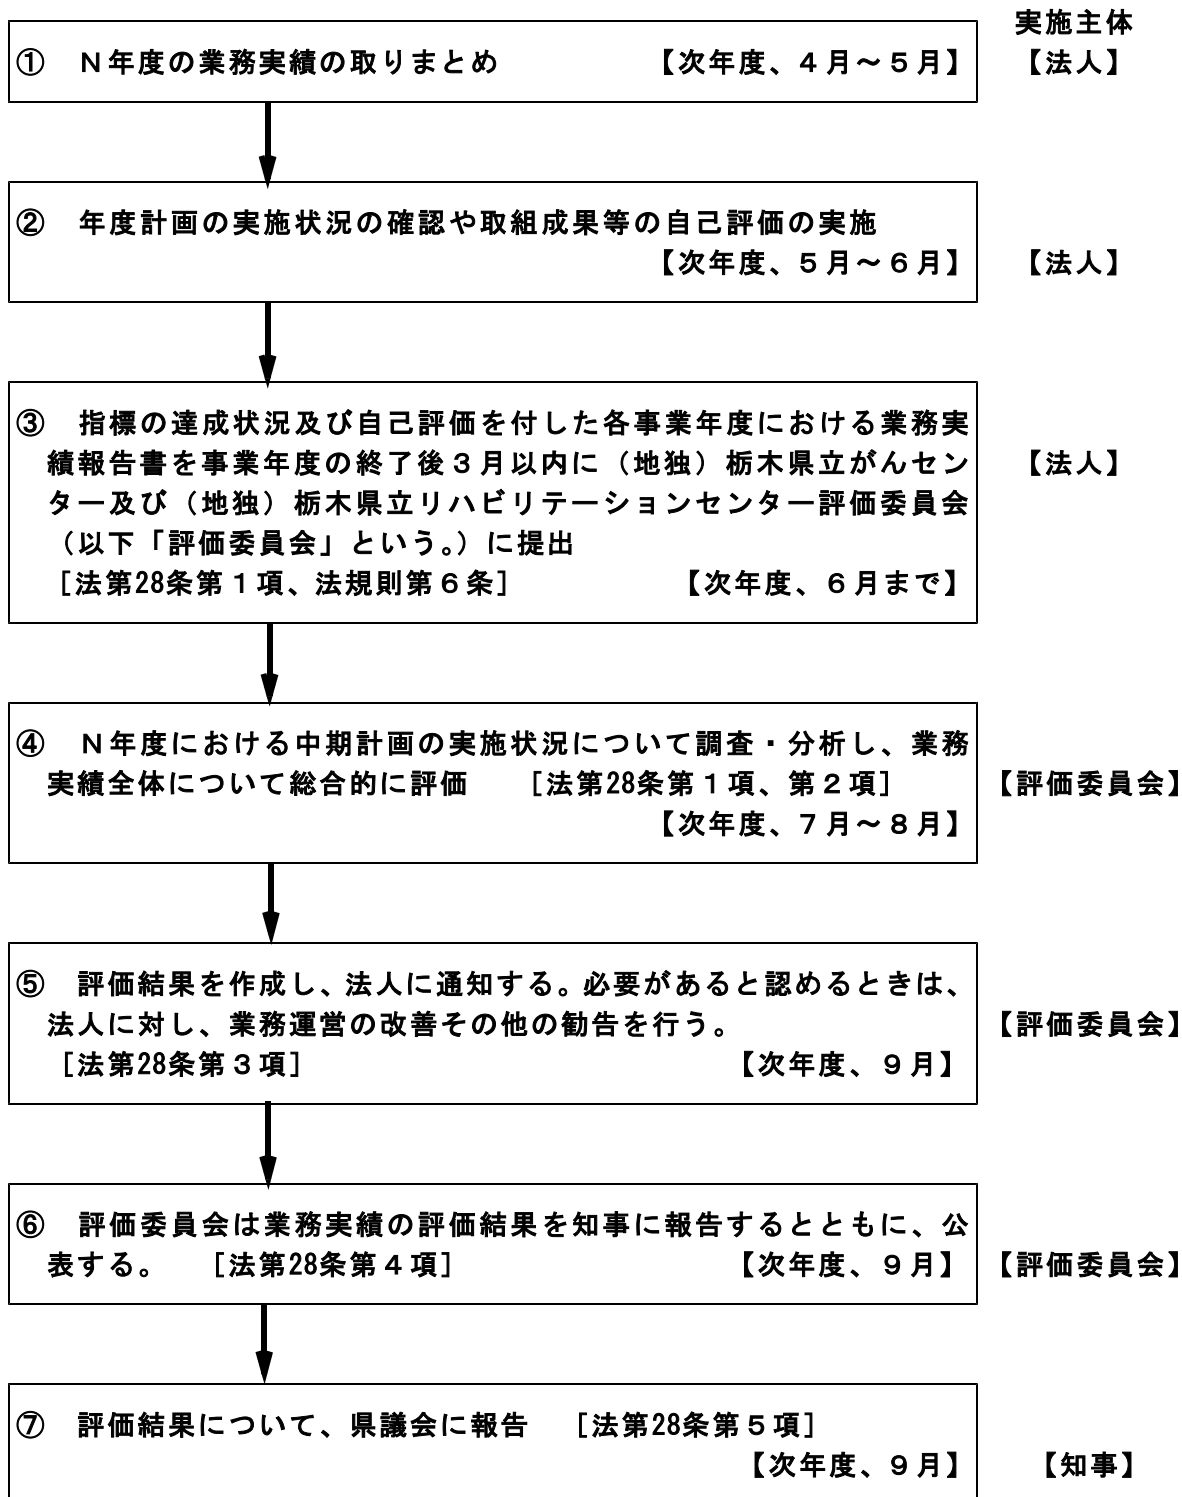 実施主体
① Ｎ年度の業務実績の取りまとめ 【次年度、４月～５月】 【法人】
② 年度計画の実施状況の確認や取組成果等の自己評価の実施
【次年度、５月～６月】 【法人】
③ 指標の達成状況及び自己評価を付した各事業年度における業務実
績報告書を事業年度の終了後３月以内に（地独）栃木県立がんセン 【法人】
ター及び（地独）栃木県立リハビリテーションセンター評価委員会
（以下「評価委員会」という。）に提出
[法第28条第１項、法規則第６条] 【次年度、６月まで】
④ Ｎ年度における中期計画の実施状況について調査・分析し、業務
実績全体について総合的に評価 [法第28条第１項、第２項] 【評価委員会】
【次年度、７月～８月】
⑤ 評価結果を作成し、法人に通知する。必要があると認めるときは、
法人に対し、業務運営の改善その他の勧告を行う。 【評価委員会】
[法第28条第３項] 【次年度、９月】
⑥ 評価委員会は業務実績の評価結果を知事に報告するとともに、公
表する。 [法第28条第４項] 【次年度、９月】 【評価委員会】
⑦ 評価結果について、県議会に報告 [法第28条第５項]
【次年度、９月】 【知事】